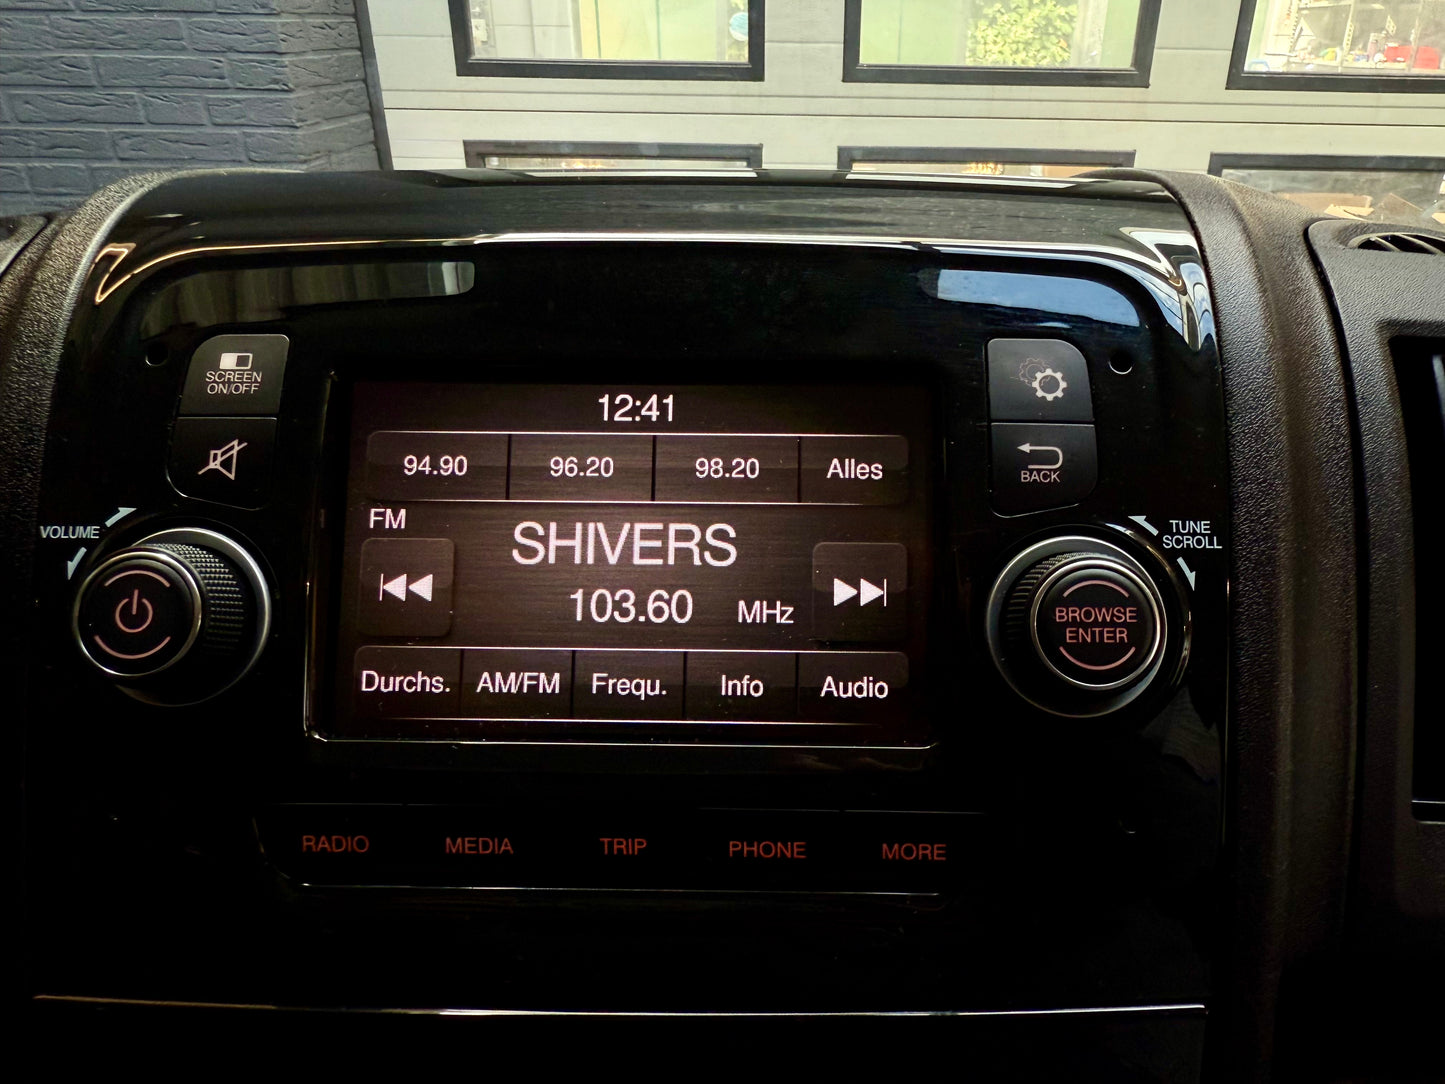 12:41
SCREEN
ON/OFF
94.90 96.20 98.20 Alles
BACK
FM
SHIVERS
VOLUME
TUNE
SCROLL
103.60 MHz
BROWSE
ENTER
Durchs. AM/FM Frequ. Info Audio
RADIO MEDIA TRIP PHONE MORE